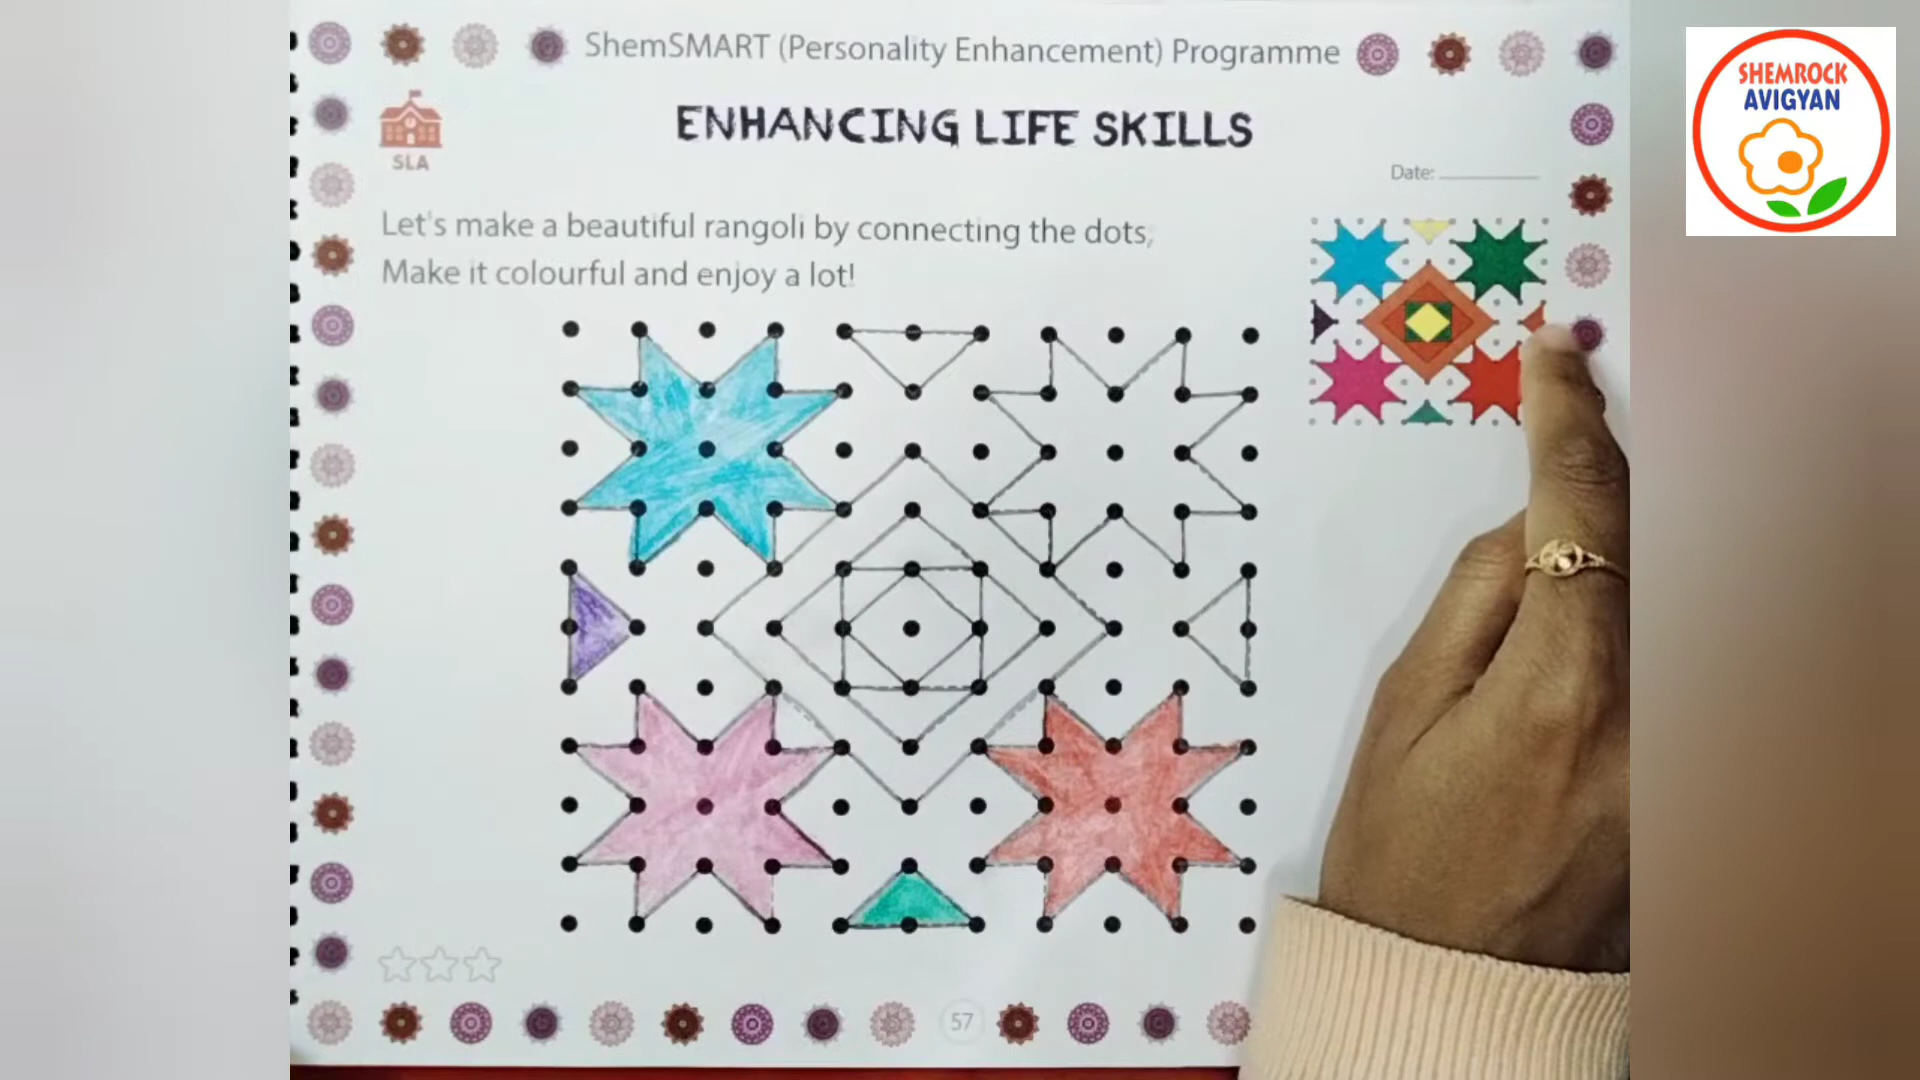 ShemSMART (Personality Enhancement) Programme
SHEMROCK
AVIGYAN
ENHANCING LIFE SKILLS
SLA
Date:
Let's make a beautiful rangoli by connecting the dots,
Make it colourful and enjoy a lot!
57